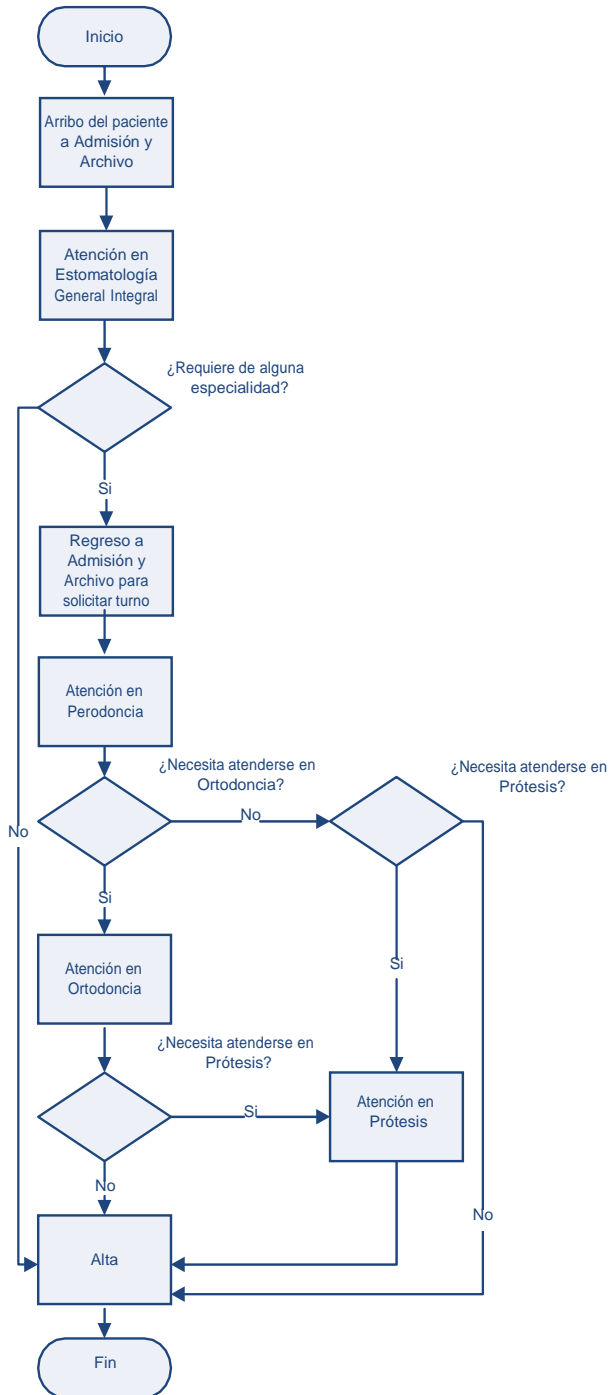 Inicio
Arribo del paciente
a Admisión y
Archivo
Atención en
Estomatología
General Integral
¿Requiere de alguna
especialidad?
Si
Regreso a
Admisión y
Archivo para
solicitar turno
Atención en
Perodoncia
¿Necesita atenderse en
Ortodoncia?
¿Necesita atenderse en
Prótesis?
No
No
Si
Atención en
Ortodoncia
Si
¿Necesita atenderse en
Prótesis?
Si
Atención en
Prótesis
No
No
Alta
Fin